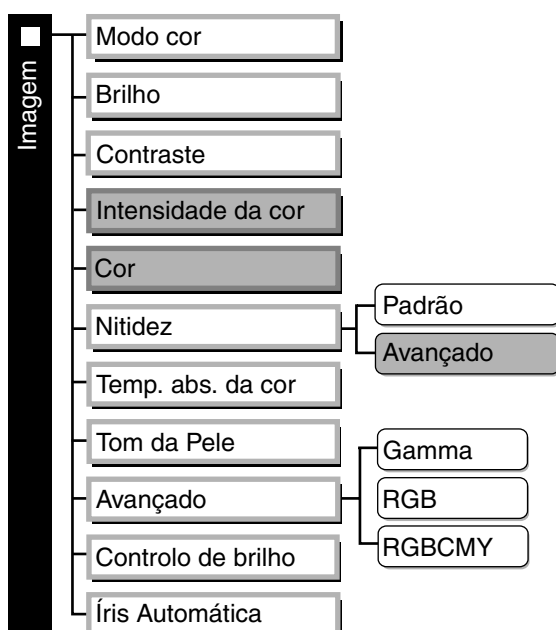 Imagem
Modo cor
Brilho
Contraste
Intensidade da cor
Cor
Nitidez
Padrão
Avançado
Temp. abs. da cor
Tom da Pele
Avançado
Gamma
RGB
RGBCMY
Controlo de brilho
Íris Automática